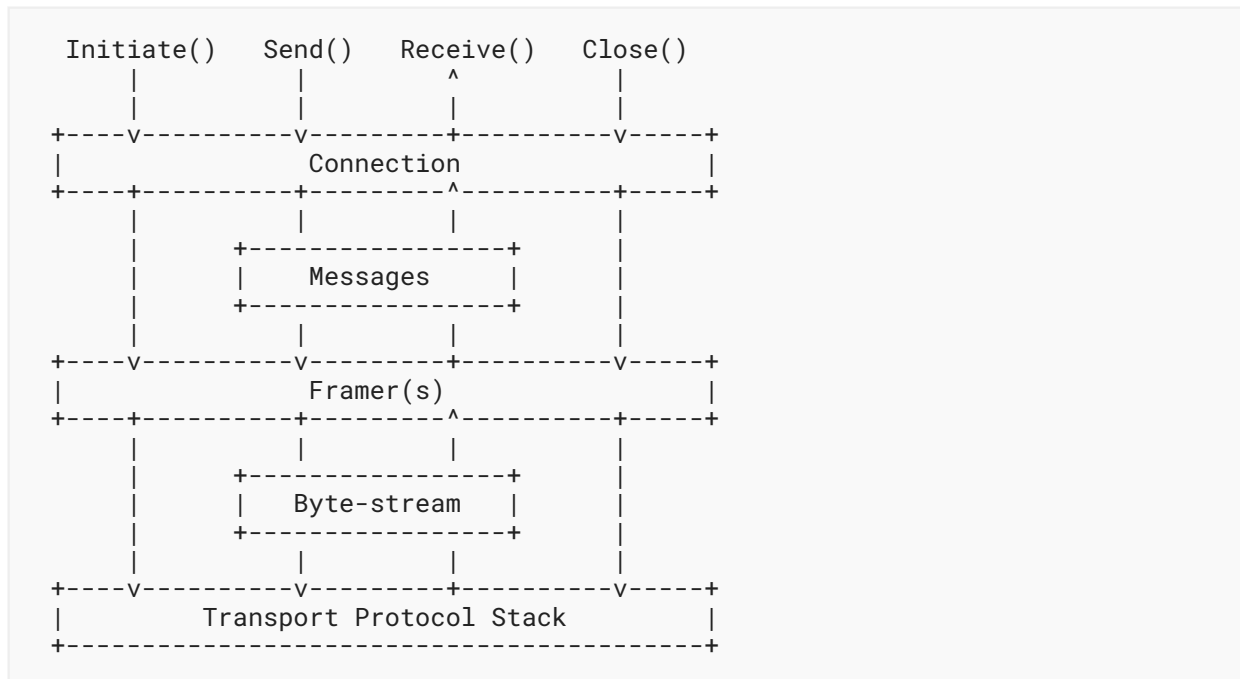 Initiate() Send() Receive() Close()
Connection
Messages
Framer(s)
Byte-stream
Transport Protocol Stack